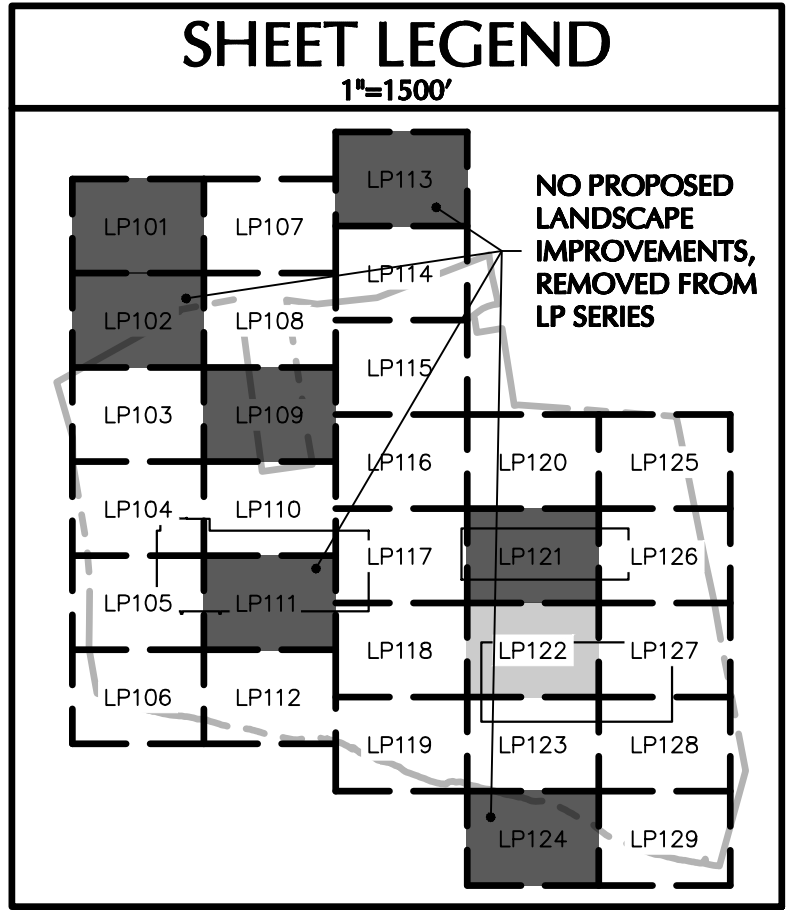 SHEET LEGEND
1"=1500'
LP113
NO PROPOSED
LANDSCAPE
IMPROVEMENTS,
REMOVED FROM
LP SERIES
LP101
LP107
LP114
LP102
LP108
LP115
LP103
LP109
LP116
LP120
LP125
LP104
LP110
LP117
LP121
LP126
LP105
LP111
LP118
LP122
LP127
LP106
LP112
LP119
LP123
LP128
LP124
LP129